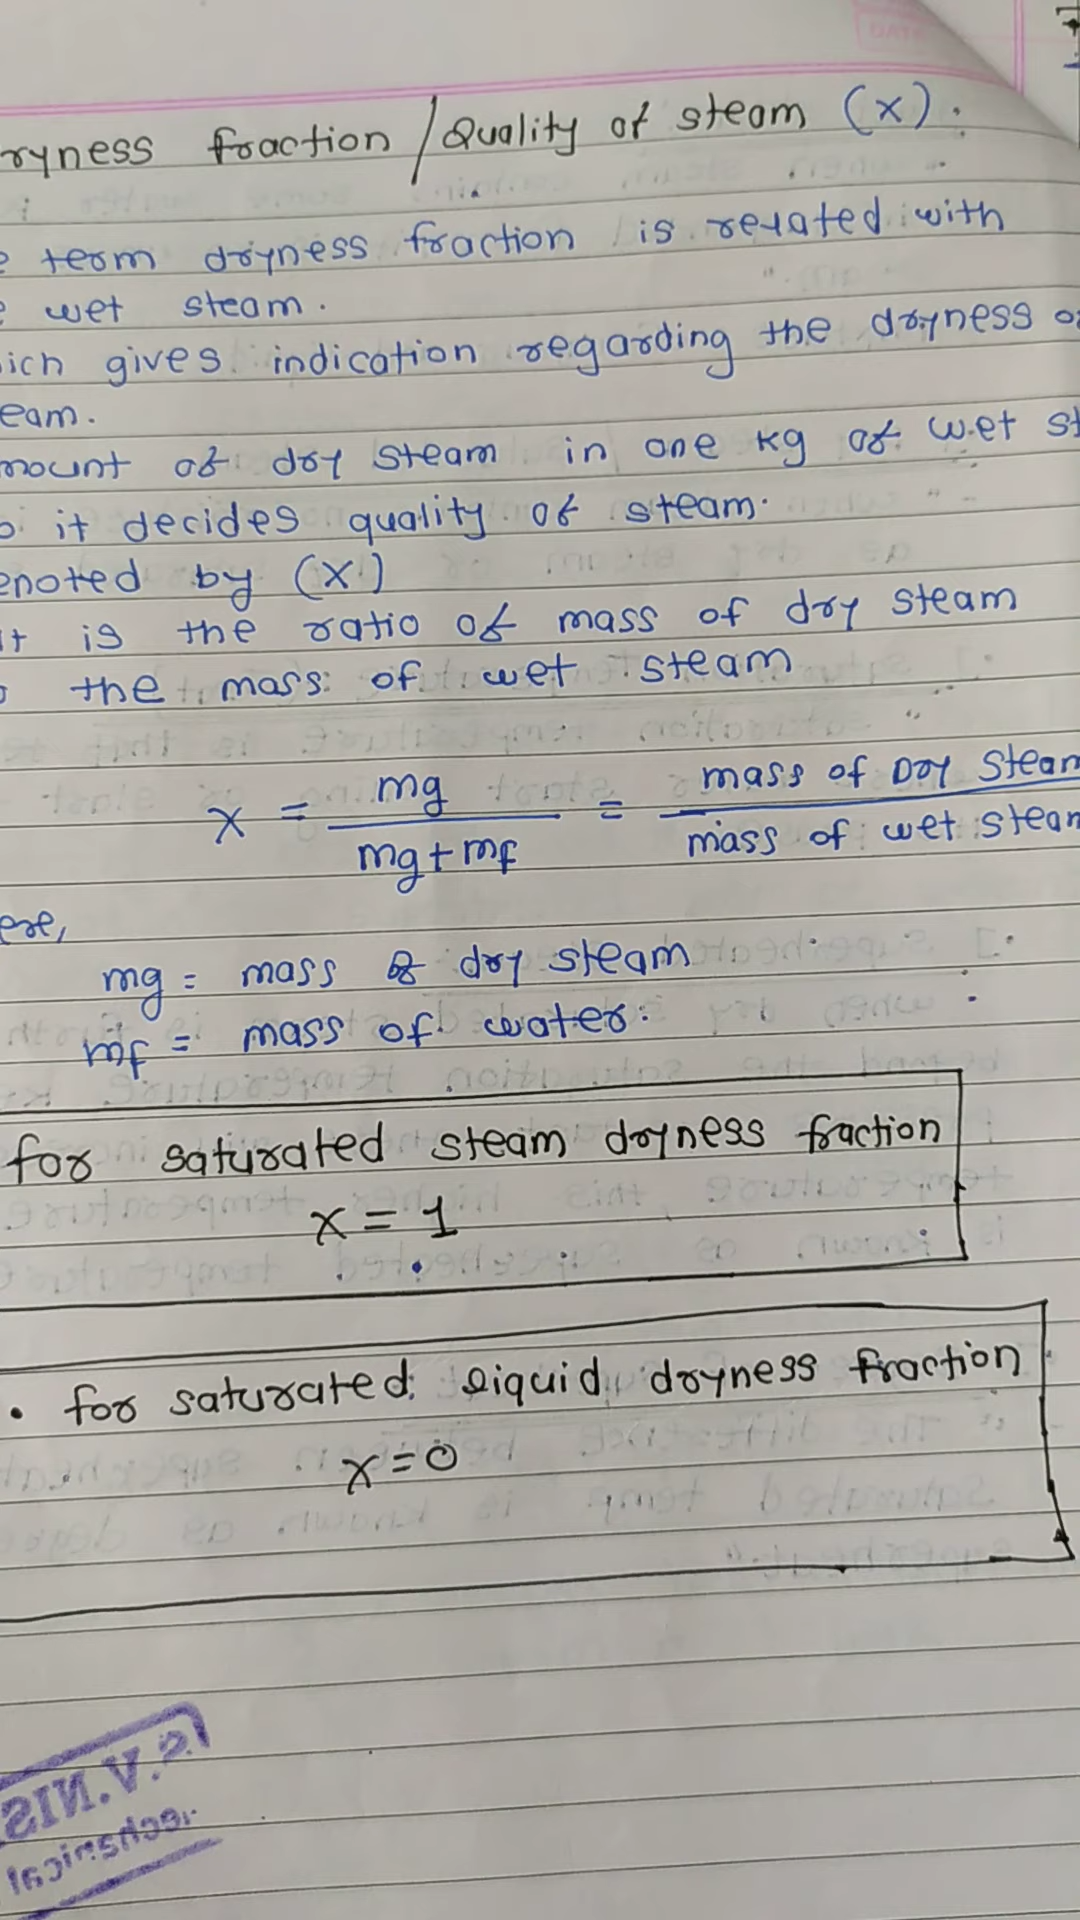 ryness fraction / Quality of steam (x).
term dryness fraction is related with
wet steam.
ich gives indication regarding the dryness of
eam.
mount of dry steam in one kg of wet st
it decides quality of steam.
enoted by (x)
it is the ratio of mass of dry steam
the mass of wet steam
x = mg / mg + mf = mass of Dry Steam / mass of wet steam
ere,
mg = mass of dry steam
mf = mass of water.
for saturated steam dryness fraction
x = 1
• for saturated liquid dryness fraction
x = 0